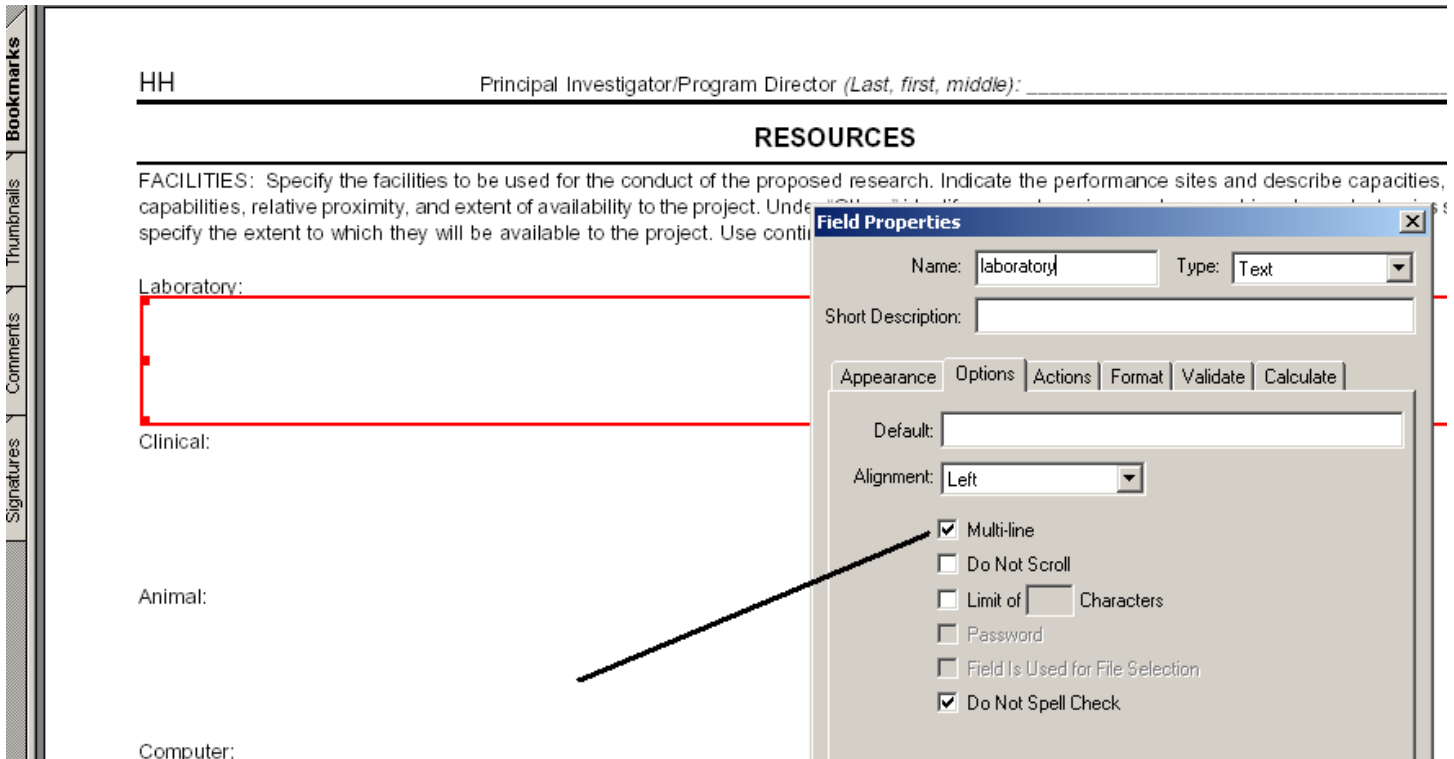 Bookmarks
Thumbnails
Comments
Signatures
HH Principal Investigator/Program Director (Last, first, middle):
RESOURCES
FACILITIES: Specify the facilities to be used for the conduct of the proposed research. Indicate the performance sites and describe capacities,
capabilities, relative proximity, and extent of availability to the project.
specify the extent to which they will be available to the project. Use
Laboratory:
Clinical:
Animal:
Computer:
Field Properties
Name: laboratory Type: Text
Short Description:
Appearance Options Actions Format Validate Calculate
Default:
Alignment: Left
Multi-line
Do Not Scroll
Limit of Characters
Password
Field Is Used for File Selection
Do Not Spell Check